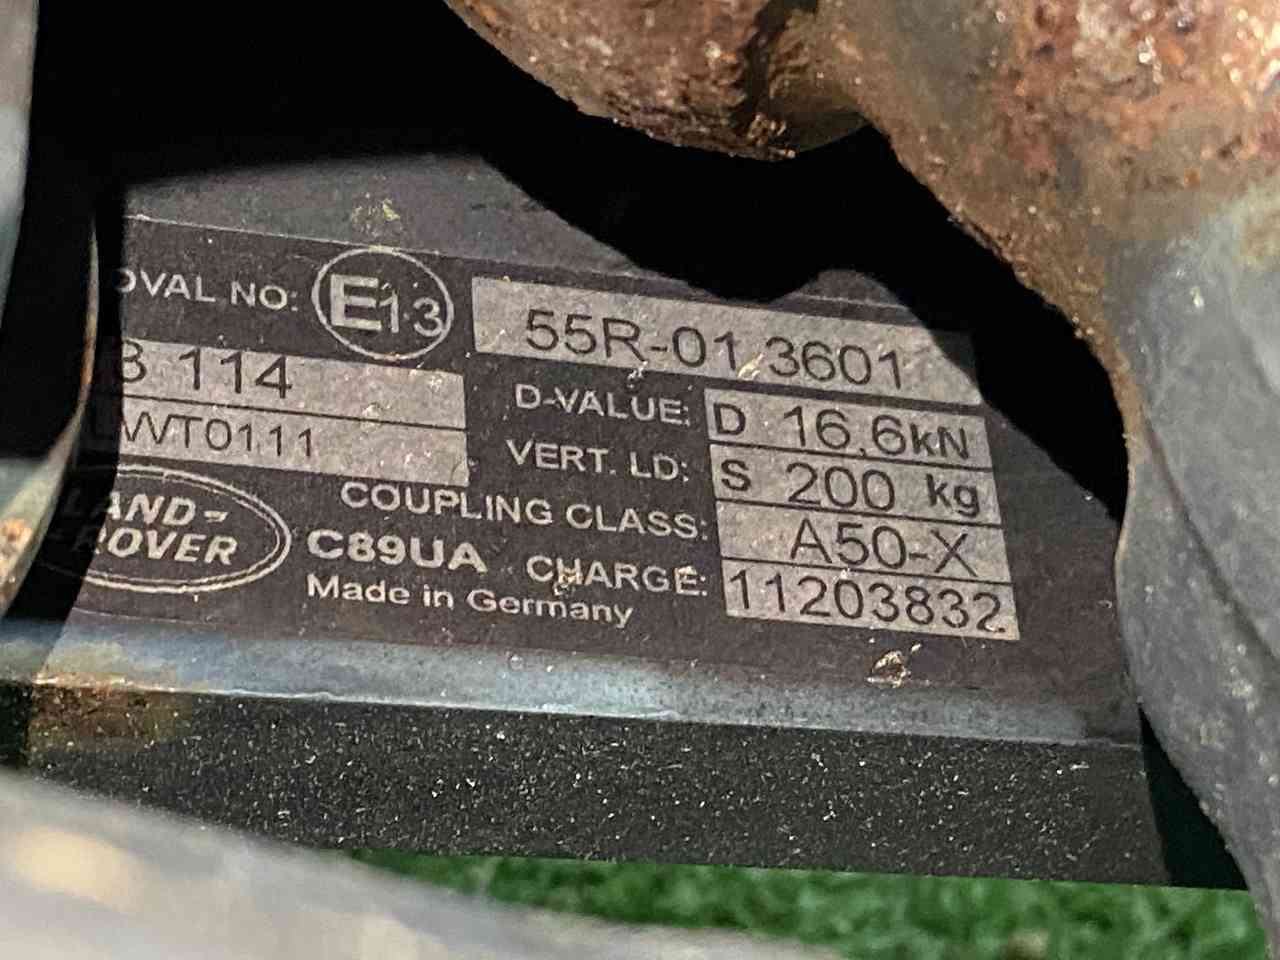 OVAL NO: E13 55R-01 3601
B 114 D-VALUE: D 16.6kN
WT0111 VERT. LD: S 200 kg
COUPLING CLASS: A50-X
LAND-
ROVER C89UA CHARGE: 11203832
Made in Germany